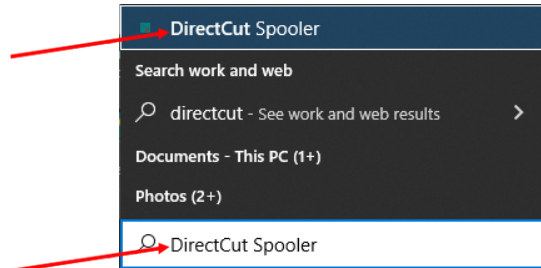 DirectCut Spooler
Search work and web
directcut - See work and web results
Documents - This PC (1+)
Photos (2+)
DirectCut Spooler